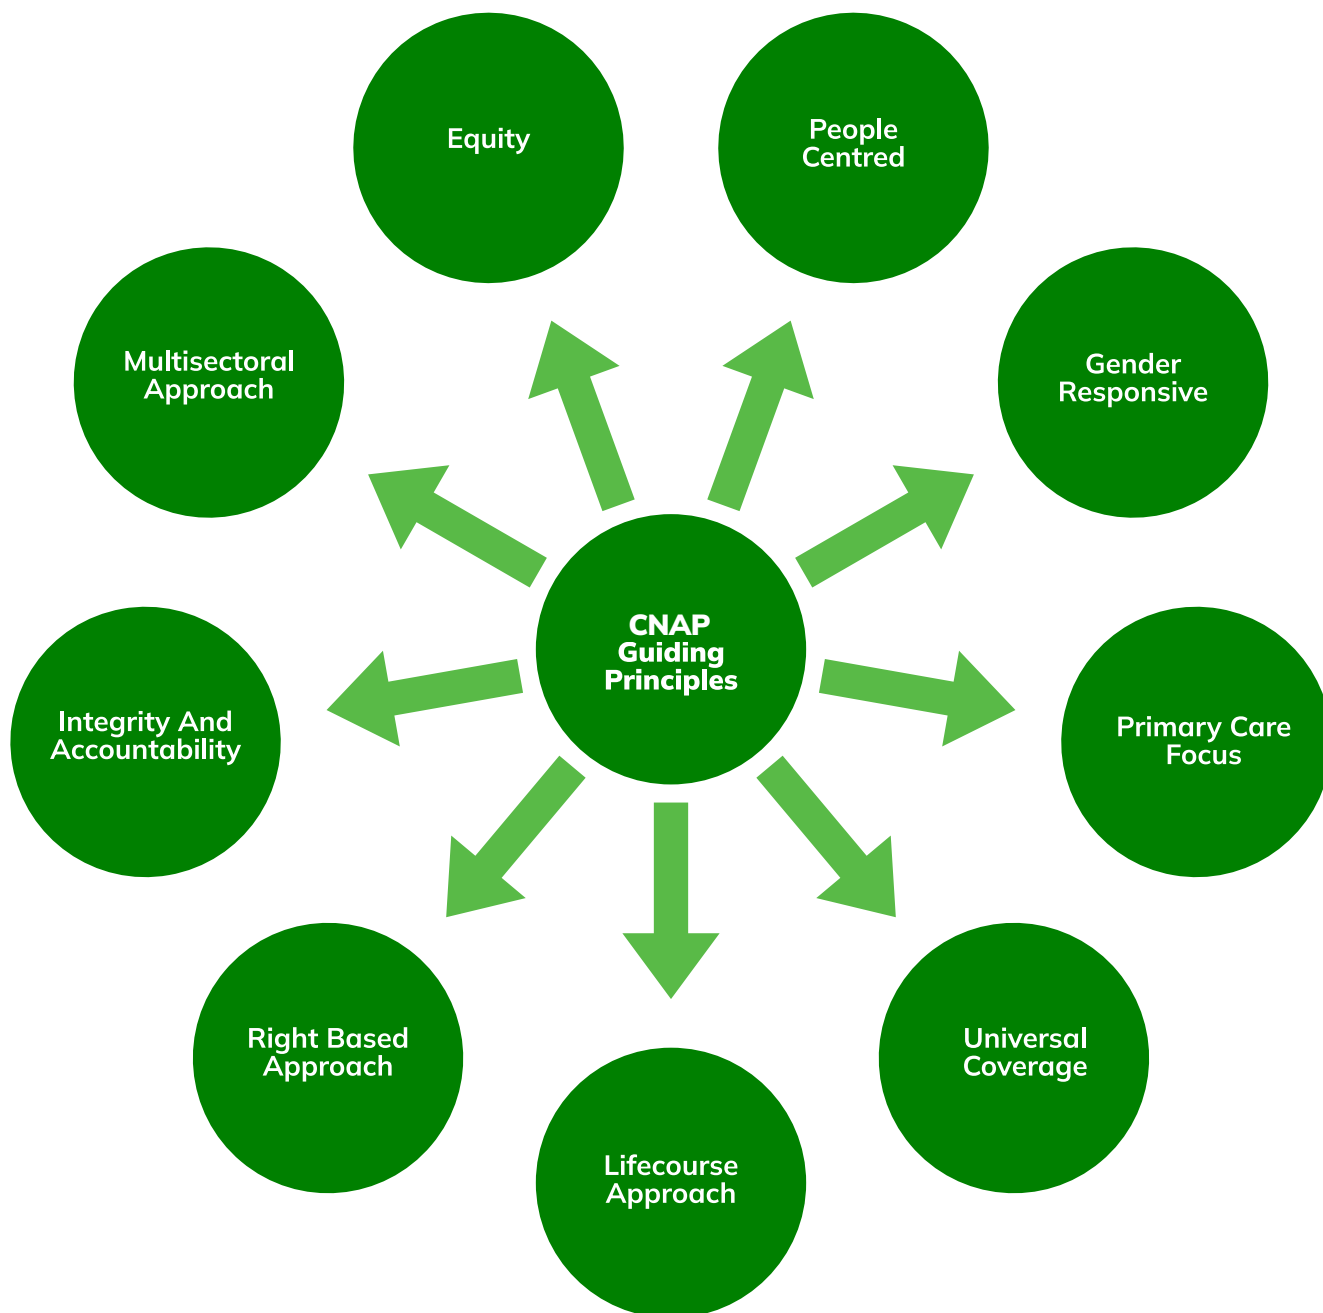 Equity
People
Centred
Multisectoral
Approach
Gender
Responsive
CNAP
Guiding
Principles
Integrity And
Accountability
Primary Care
Focus
Right Based
Approach
Universal
Coverage
Lifecourse
Approach